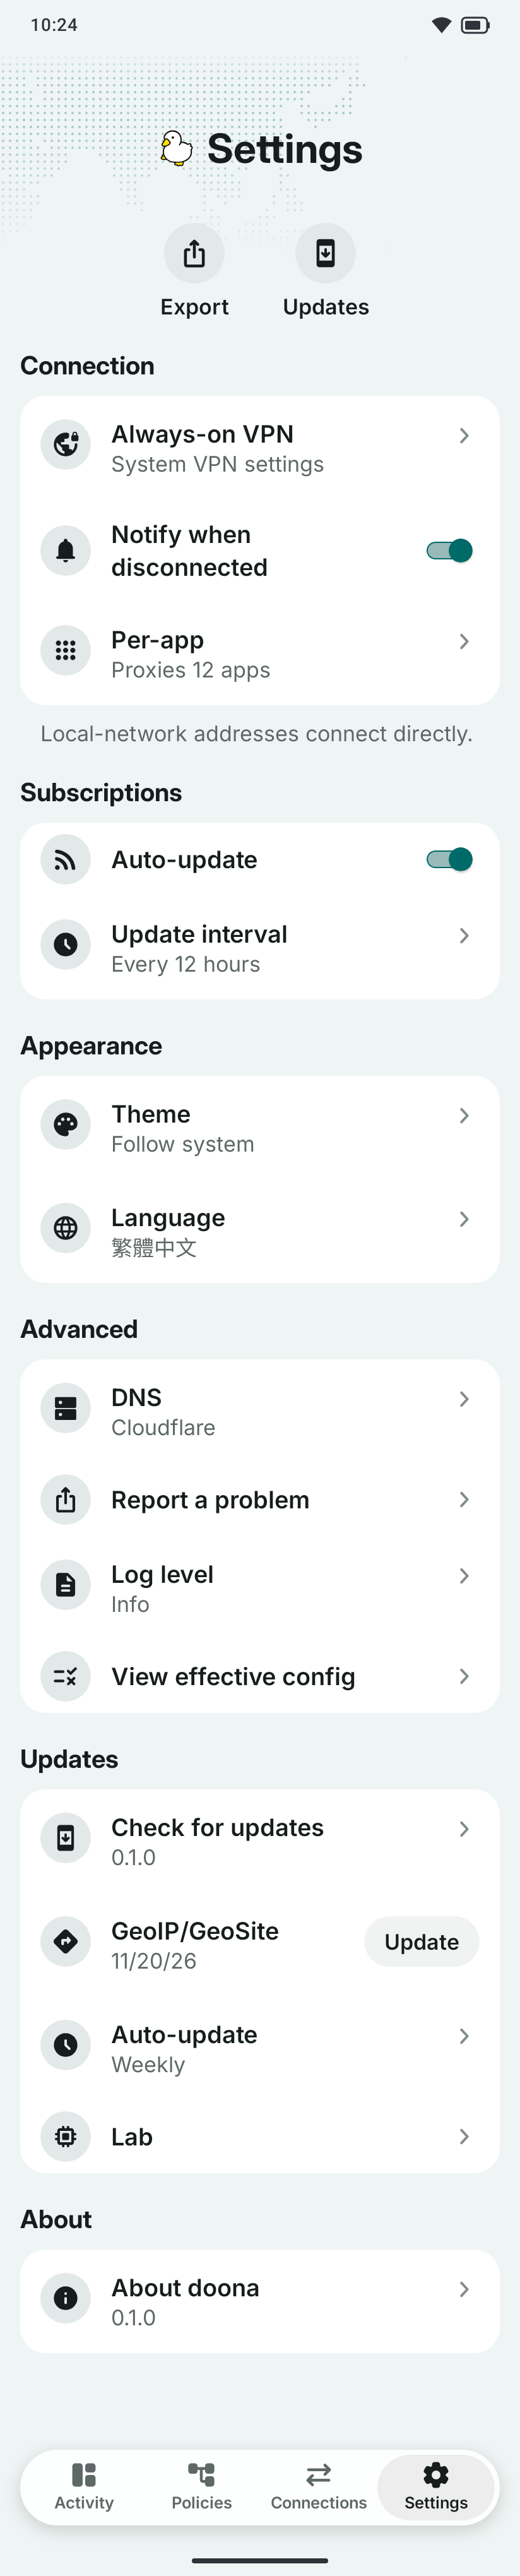 10:24
Settings
Export
Updates
Connection
Always-on VPN
System VPN settings
Notify when
disconnected
Per-app
Proxies 12 apps
Local-network addresses connect directly.
Subscriptions
Auto-update
Update interval
Every 12 hours
Appearance
Theme
Follow system
Language
繁體中文
Advanced
DNS
Cloudflare
Report a problem
Log level
Info
View effective config
Updates
Check for updates
0.1.0
GeoIP/GeoSite
11/20/26
Update
Auto-update
Weekly
Lab
About
About doona
0.1.0
Activity
Policies
Connections
Settings